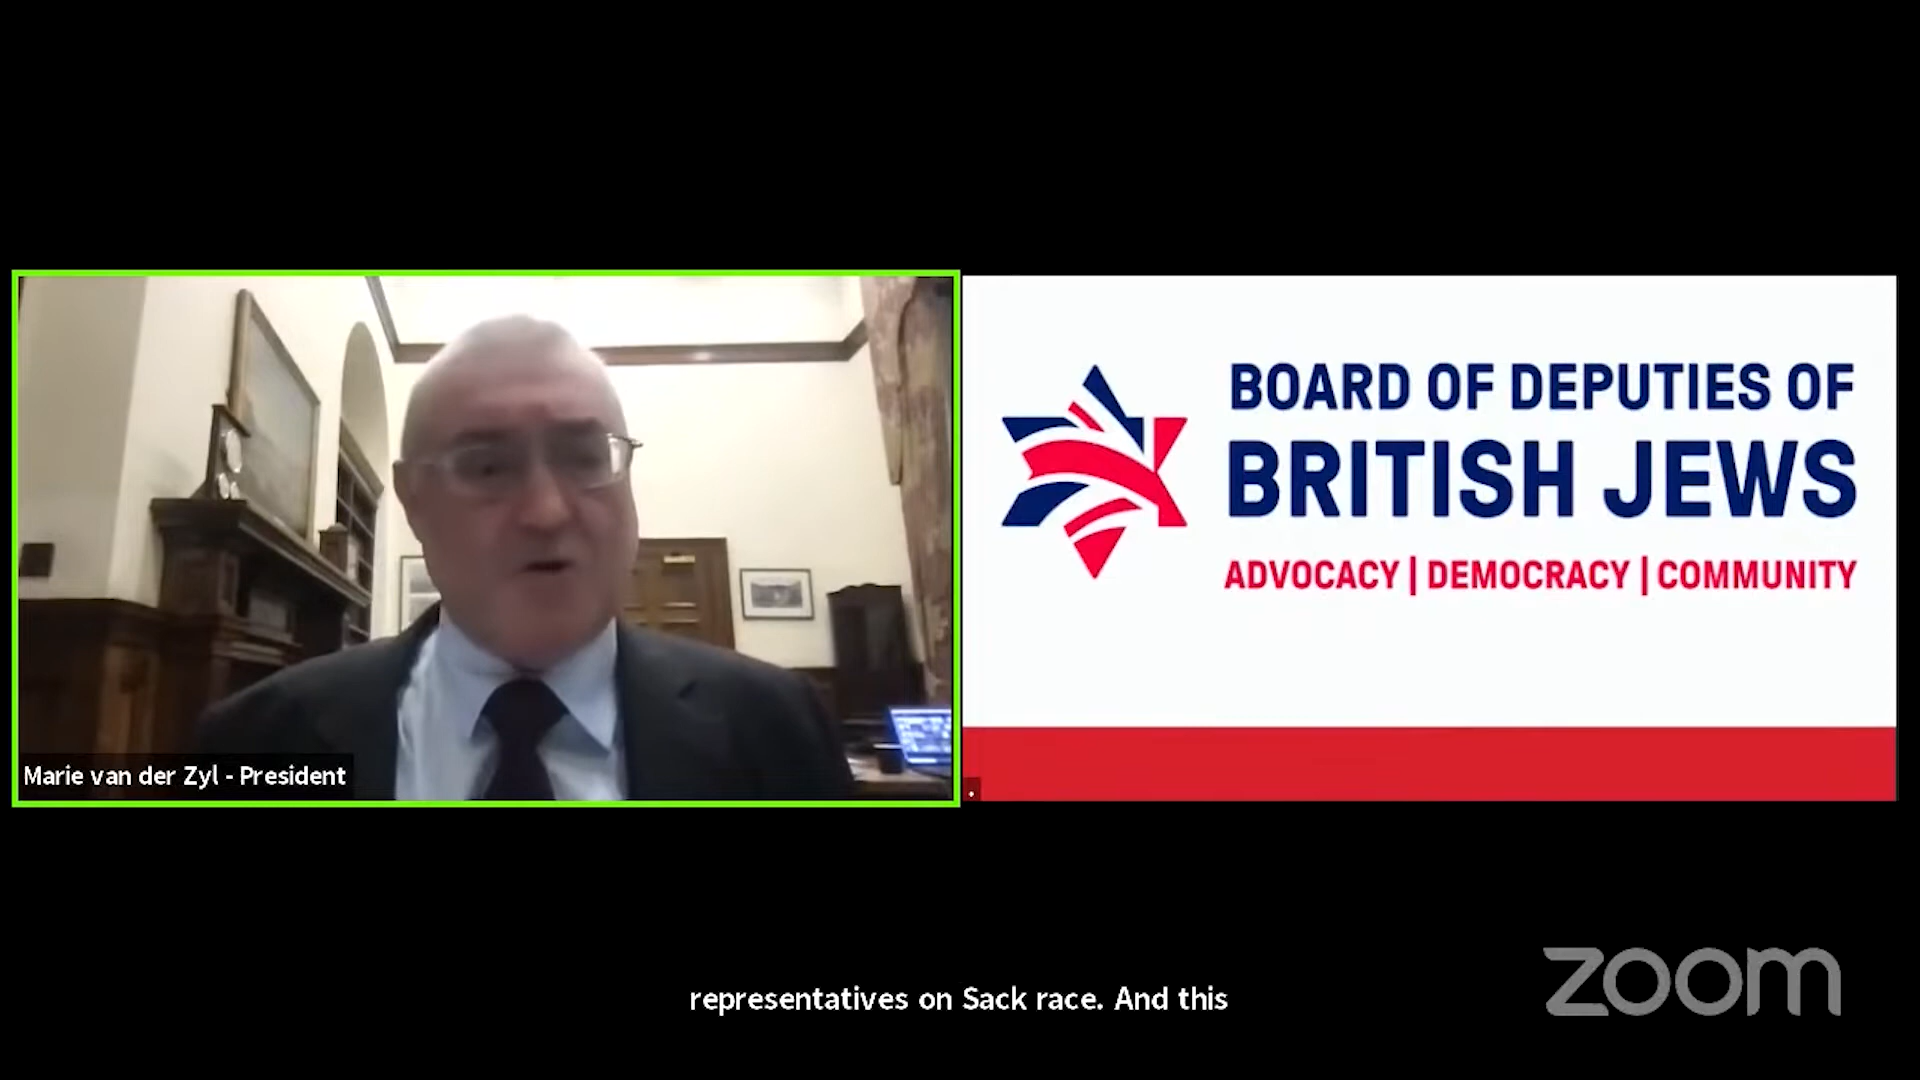 BOARD OF DEPUTIES OF
BRITISH JEWS
ADVOCACY | DEMOCRACY | COMMUNITY
Marie van der Zyl - President
representatives on Sack race. And this
zoom